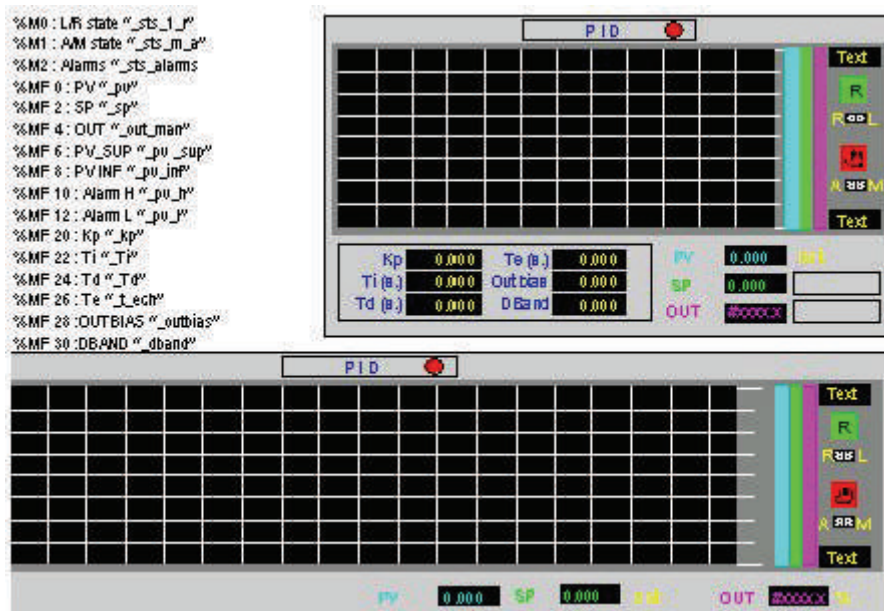 %M0 : L/R state "_sts_1_r"
%M1 : A/M state "_sts_m_a"
%M2 : Alarms "_sts_alarms
%MF 0 : PV "_pv"
%MF 2 : SP "_sp"
%MF 4 : OUT "_out_man"
%MF 6 : PV_SUP "_pv_sup"
%MF 8 : PV INF "_pv_inf"
%MF 10 : Alarm H "_pv_h"
%MF 12 : Alarm L "_pv_l"
%MF 20 : Kp "_kp"
%MF 22 : Ti "_Ti"
%MF 24 : Td "_Td"
%MF 26 : Te "_t_ech"
%MF 28 :OUTBIAS "_outbias"
%MF 30 :DBAND "_dband"
PID
Text
R
R L
A M
Text
Kp 0.000 Te (s.) 0.000
Ti (s.) 0.000 Outbias 0.000
Td (s.) 0.000 DBand 0.000
PV 0.000
SP 0.000
OUT #xxxx.x
PID
Text
R
R L
A M
Text
PV 0.000 SP 0.000 OUT #xxxx.x %